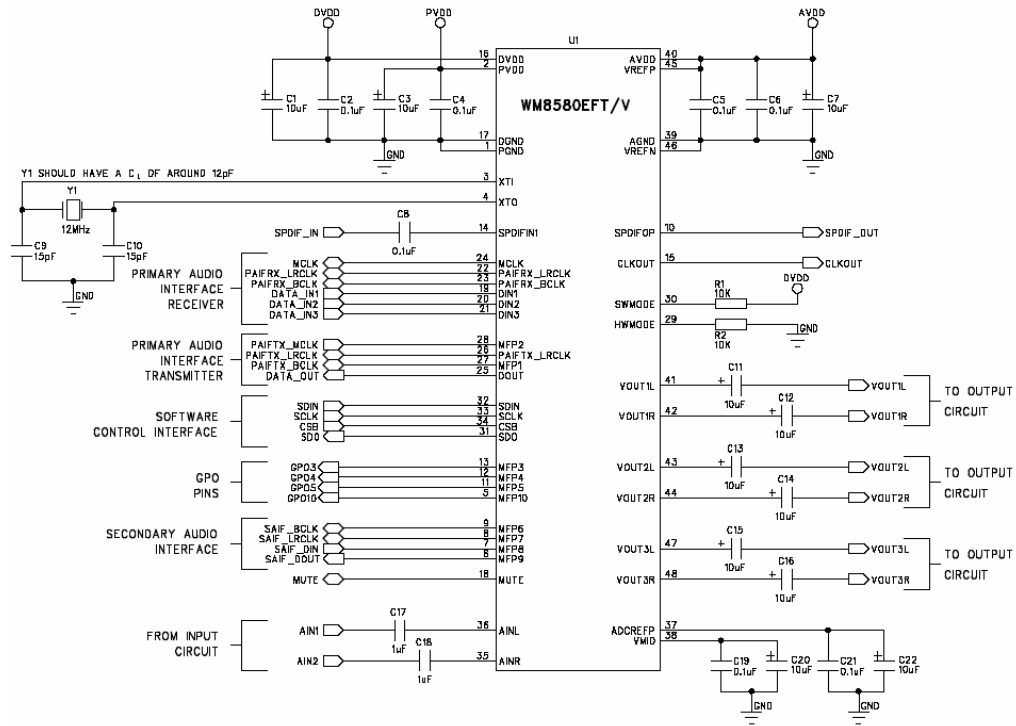 DVDD
PVDD
AVDD
U1
WM8580EFT/V
16 DVDD
2 PVDD
17 DGND
1 PGND
40 AVDD
45 VREFP
39 AGND
46 VREFN
C1 10uF
C2 0.1uF
C3 10uF
C4 0.1uF
C5 0.1uF
C6 0.1uF
C7 10uF
GND
GND
Y1 SHOULD HAVE A CL OF AROUND 12pF
Y1
12MHz
C9 15pF
C10 15pF
GND
3 XTI
4 XTO
SPDIF_IN C8 0.1uF 14 SPDIFIN1
PRIMARY AUDIO
INTERFACE
RECEIVER
MCLK 24 MCLK
PAIFRX_LRCLK 22 PAIFRX_LRCLK
PAIFRX_BCLK 23 PAIFRX_BCLK
DATA_IN1 19 DIN1
DATA_IN2 20 DIN2
DATA_IN3 21 DIN3
PRIMARY AUDIO
INTERFACE
TRANSMITTER
PAIFTX_MCLK 28 MFP2
PAIFTX_LRCLK 26 PAIFTX_LRCLK
PAIFTX_BCLK 27 MFP1
DATA_OUT 25 DOUT
SOFTWARE
CONTROL INTERFACE
SDIN 32 SDIN
SCLK 33 SCLK
CSB 34 CSB
SDO 31 SDO
GPO
PINS
GPO3 13 MFP3
GPO4 12 MFP4
GPO5 11 MFP5
GPO10 5 MFP10
SECONDARY AUDIO
INTERFACE
SAIF_BCLK 9 MFP6
SAIF_LRCLK 8 MFP7
SAIF_DIN 7 MFP8
SAIF_DOUT 6 MFP9
MUTE 18 MUTE
FROM INPUT
CIRCUIT
AIN1 C17 1uF 36 AINL
AIN2 C18 1uF 35 AINR
SPDIFOP 10 SPDIF_OUT
CLKOUT 15 CLKOUT
SWMODE 30 R1 10K DVDD
HWMODE 29 R2 10K GND
VOUT1L 41 C11 10uF VOUT1L
VOUT1R 42 C12 10uF VOUT1R
TO OUTPUT
CIRCUIT
VOUT2L 43 C13 10uF VOUT2L
VOUT2R 44 C14 10uF VOUT2R
TO OUTPUT
CIRCUIT
VOUT3L 47 C15 10uF VOUT3L
VOUT3R 48 C16 10uF VOUT3R
TO OUTPUT
CIRCUIT
ADCREFP 37
VMID 38
C19 0.1uF
C20 10uF
C21 0.1uF
C22 10uF
GND
GND